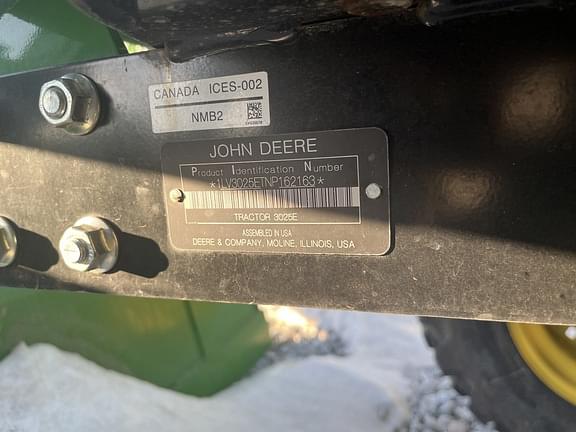 CANADA ICES-002
NMB2
JOHN DEERE
Product Identification Number
*1LV3025ETNP162163*
TRACTOR 3025E
ASSEMBLED IN USA
DEERE & COMPANY, MOLINE, ILLINOIS, USA